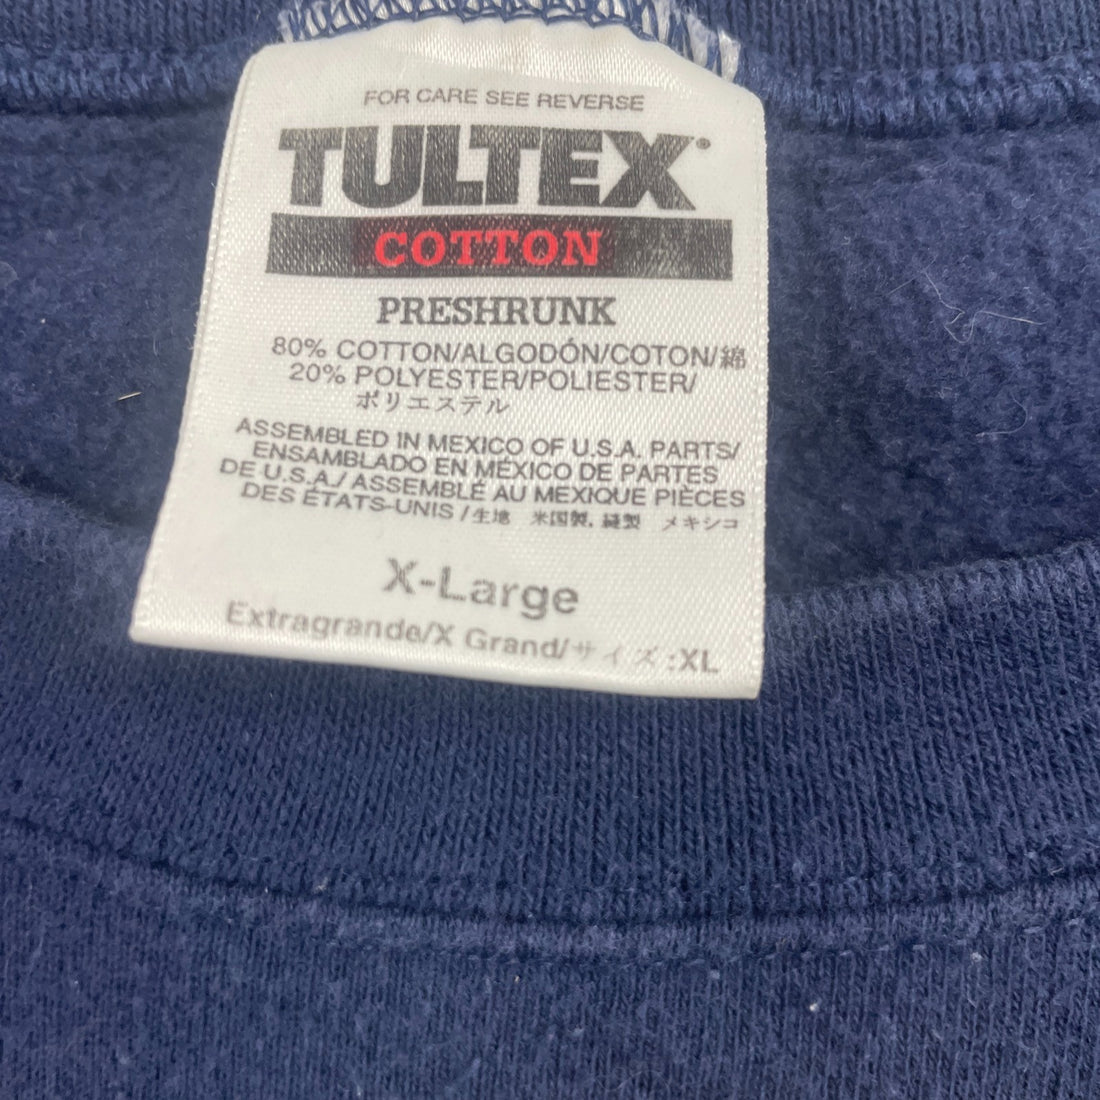 FOR CARE SEE REVERSE
TULTEX®
COTTON
PRESHRUNK
80% COTTON/ALGODÓN/COTON/綿
20% POLYESTER/POLIESTER/
ポリエステル
ASSEMBLED IN MEXICO OF U.S.A. PARTS/
ENSAMBLADO EN MÉXICO DE PARTES
DE U.S.A./ASSEMBLÉ AU MEXIQUE PIÈCES
DES ÉTATS-UNIS/生地 米国製, 縫製 メキシコ
X-Large
Extragrande/X Grand/サイズ:XL